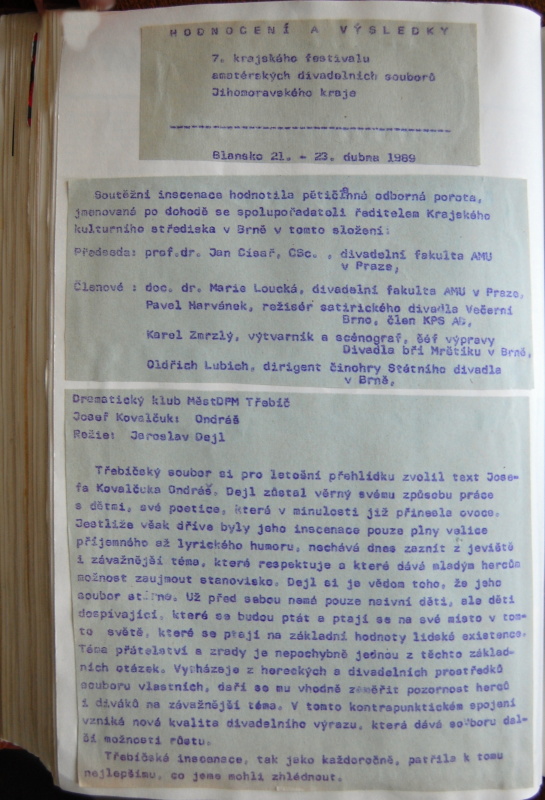 HODNOCENÍ A VÝSLEDKY
7. krajského festivalu
amatérských divadelních souborů
Jihomoravského kraje
Blansko 21. - 23. dubna 1989
Soutěžní inscenace hodnotila pětičlenná odborná porota,
jmenovaná po dohodě se spolupořadateli ředitelem Krajského
kulturního střediska v Brně v tomto složení:
Předseda: prof.dr. Jan Císař, CSc. , divadelní fakulta AMU
v Praze,
Členové : doc. dr. Marie Loucká, divadelní fakulta AMU v Praze,
Pavel Harvánek, režisér satirického divadla Večerní
Brno, člen KPS AD,
Karel Zmrzlý, výtvarník a scénograf, šéf výpravy
Divadla bří Mrštíku v Brně,
Oldřich Lubich, dirigent činohry Státního divadla
v Brně,
Dramatický klub MěstDPM Třebíč
Josef Kovalčuk: Ondráš
Režie: Jaroslav Dejl
Třebíčský soubor si pro letošní přehlídku zvolil text Jose-
fa Kovalčuka Ondráš. Dejl zůstal věrný svému způsobu práce
s dětmi, své poetice, která v minulosti již přinesla ovoce.
Jestliže však dříve byly jeho inscenace pouze plny velice
příjemného až lyrického humoru, nechává dnes zaznít z jeviště
i závažnější téma, které respektuje a které dává mladým hercům
možnost zaujmout stanovisko. Dejl si je vědom toho, že jeho
soubor stárne. Už před sebou nemá pouze naivní děti, ale děti
dospívající, které se budou ptát a ptají se na své místo v tom-
to světě, které se ptají na základní hodnoty lidské existence.
Téma přátelství a zrady je nepochybně jednou z těchto základ-
ních otázek. Vycházeje z hereckých a divadelních prostředků
souboru vlastních, daří se mu vhodně zaměřit pozornost herců
i diváků na závažnější téma. V tomto kontrapunktickém spojení
vzniká nová kvalita divadelního výrazu, která dává souboru dal-
ší možnosti růstu.
Třebíčská inscenace, tak jako každoročně, patřila k tomu
nejlepšímu, co jsme mohli zhlédnout.